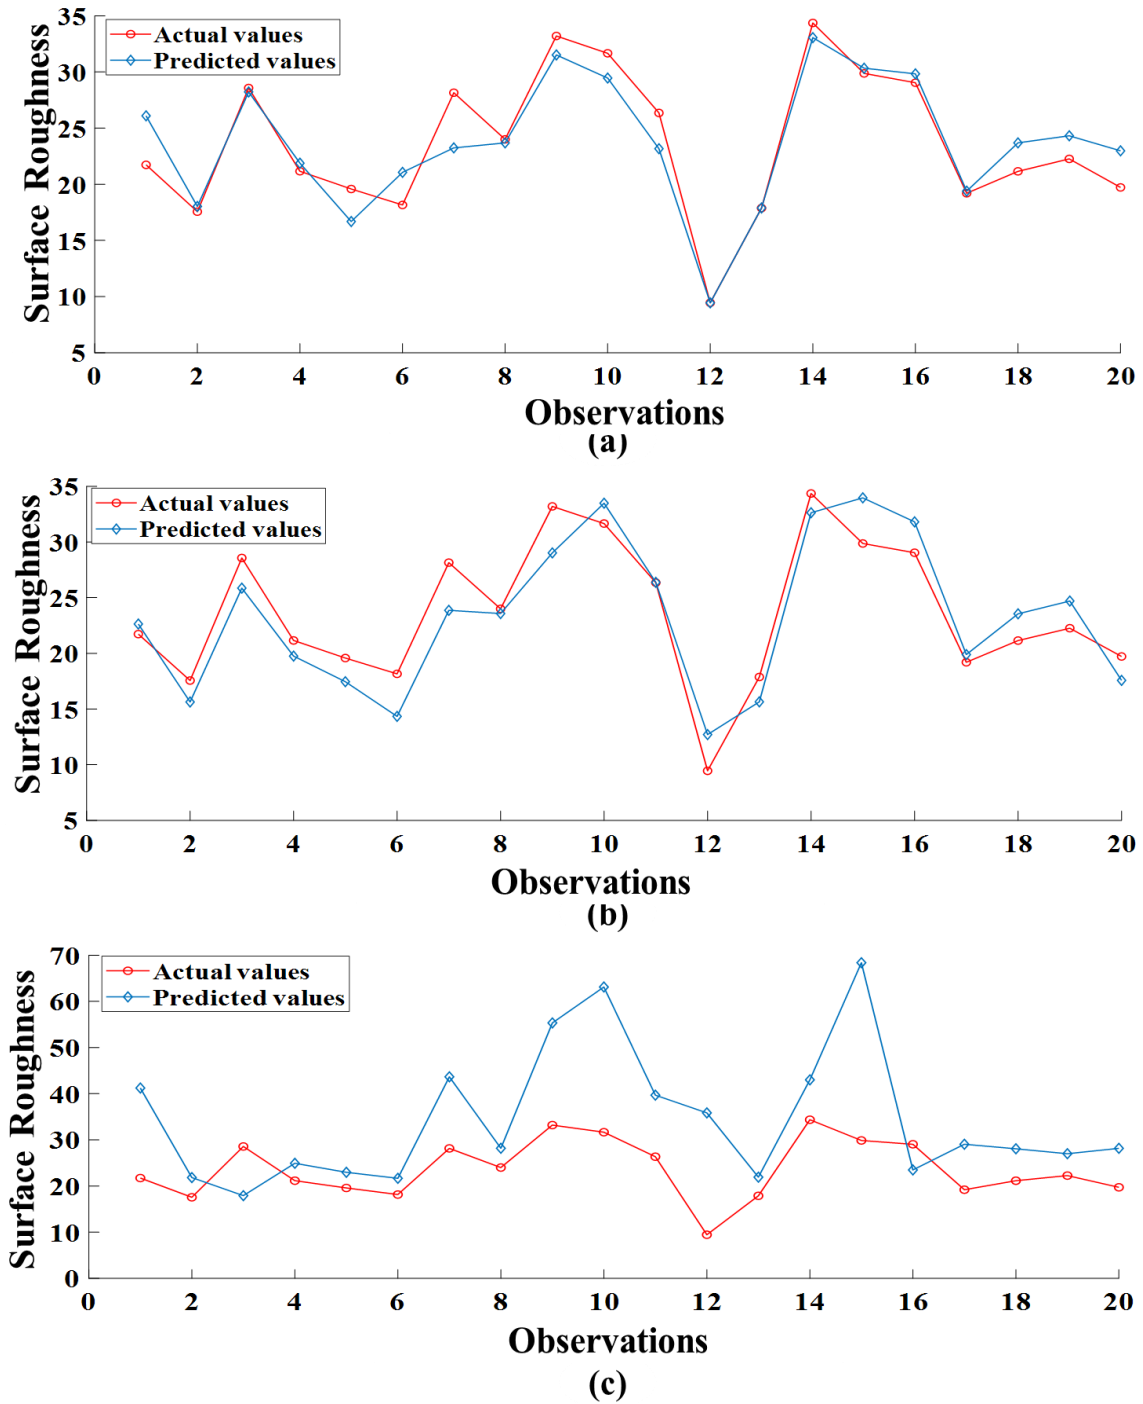 35
30
25
20
15
10
5
Surface Roughness
Actual values
Predicted values
0 2 4 6 8 10 12 14 16 18 20
Observations
(a)
35
30
25
20
15
10
5
Surface Roughness
Actual values
Predicted values
0 2 4 6 8 10 12 14 16 18 20
Observations
(b)
70
60
50
40
30
20
10
0
Surface Roughness
Actual values
Predicted values
0 2 4 6 8 10 12 14 16 18 20
Observations
(c)